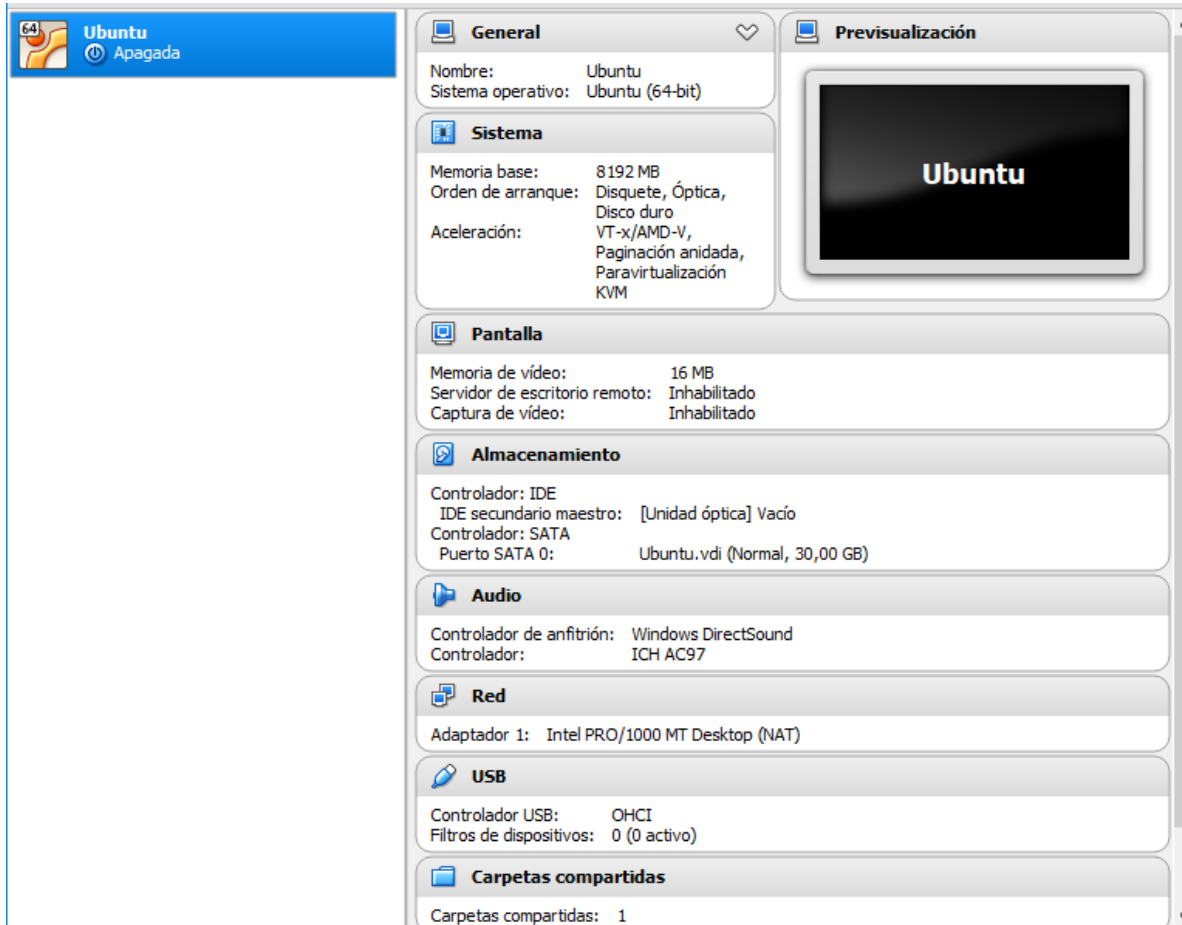 64
Ubuntu
Apagada
General
Nombre: Ubuntu
Sistema operativo: Ubuntu (64-bit)
Previsualización
Ubuntu
Sistema
Memoria base: 8192 MB
Orden de arranque: Disquete, Óptica,
Disco duro
Aceleración: VT-x/AMD-V,
Paginación anidada,
Paravirtualización
KVM
Pantalla
Memoria de vídeo: 16 MB
Servidor de escritorio remoto: Inhabilitado
Captura de vídeo: Inhabilitado
Almacenamiento
Controlador: IDE
IDE secundario maestro: [Unidad óptica] Vacío
Controlador: SATA
Puerto SATA 0: Ubuntu.vdi (Normal, 30,00 GB)
Audio
Controlador de anfitrión: Windows DirectSound
Controlador: ICH AC97
Red
Adaptador 1: Intel PRO/1000 MT Desktop (NAT)
USB
Controlador USB: OHCI
Filtros de dispositivos: 0 (0 activo)
Carpetas compartidas
Carpetas compartidas: 1